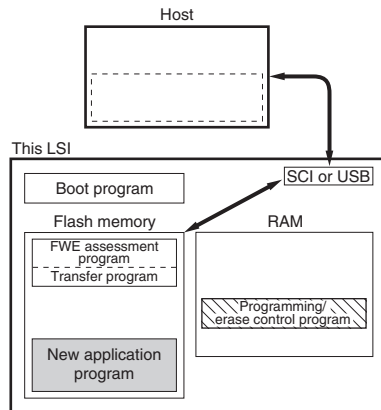 Host
This LSI
SCI or USB
Boot program
Flash memory
RAM
FWE assessment
program
Transfer program
Programming/
erase control program
New application
program